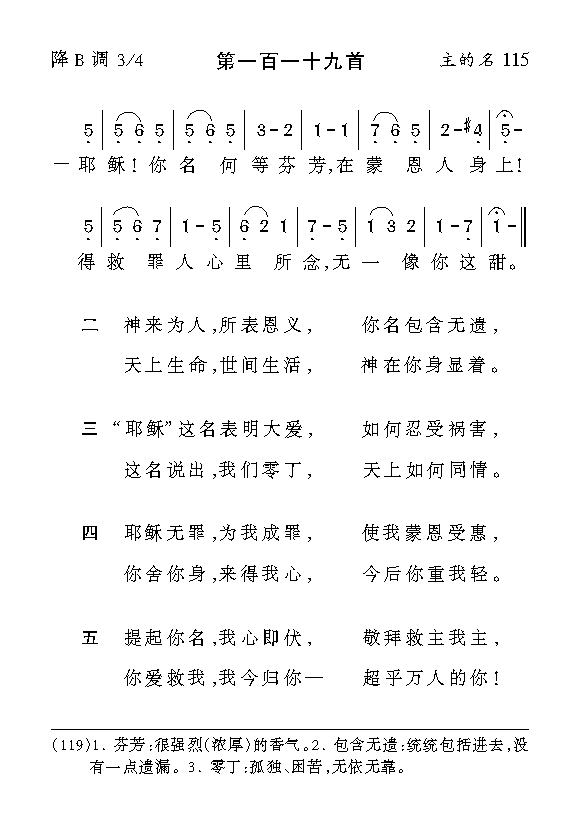 降B调 3/4 第一百一十九首 主的名 115
5 | 5 6 5 | 5 6 5 | 3-2 | 1-1 | 7 6 5 | 2-#4 | 5-
一 耶稣！你名何等芬芳,在蒙恩人身上！
5 | 5 6 7 | 1-5 | 6 2 1 | 7-5 | 1 3 2 | 1-7 | 1-
得救罪人心里所念,无一像你这甜。
二 神来为人,所表恩义, 你名包含无遗,
天上生命,世间生活, 神在你身显着。
三 “耶稣”这名表明大爱, 如何忍受祸害,
这名说出,我们零丁, 天上如何同情。
四 耶稣无罪,为我成罪, 使我蒙恩受惠,
你舍你身,来得我心, 今后你重我轻。
五 提起你名,我心即伏, 敬拜救主我主,
你爱救我,我今归你— 超乎万人的你！
(119)1. 芬芳:很强烈(浓厚)的香气。2. 包含无遗:统统包括进去,没
有一点遗漏。3. 零丁:孤独、困苦,无依无靠。